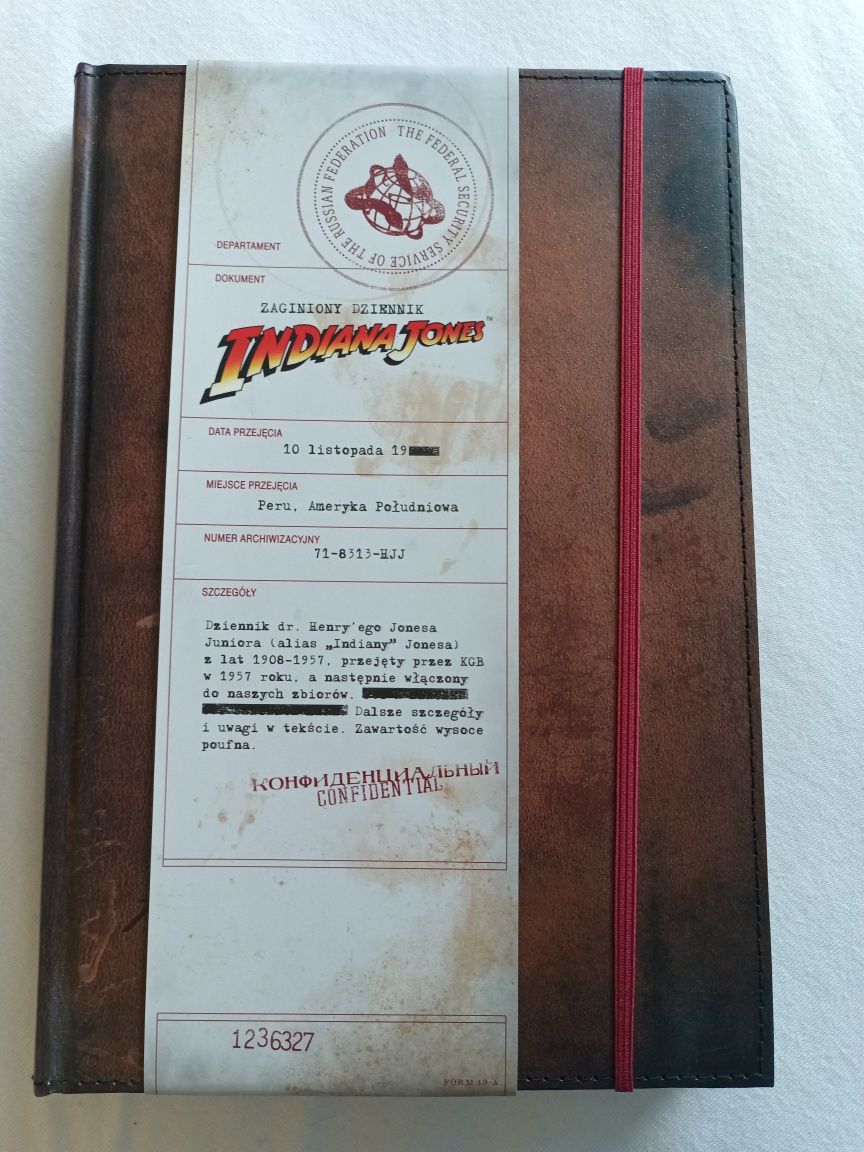 THE FEDERAL SECURITY SERVICE OF THE RUSSIAN FEDERATION
DEPARTAMENT
DOKUMENT
ZAGINIONY DZIENNIK
INDIANA JONES™
DATA PRZEJĘCIA
10 listopada 19
MIEJSCE PRZEJĘCIA
Peru, Ameryka Południowa
NUMER ARCHIWIZACYJNY
71-8313-HJJ
SZCZEGÓŁY
Dziennik dr. Henry'ego Jonesa
Juniora (alias „Indiany” Jonesa)
z lat 1908-1957, przejęty przez KGB
w 1957 roku, a następnie włączony
do naszych zbiorów.
Dalsze szczegóły
i uwagi w tekście. Zawartość wysoce
poufna.
КОНФИДЕНЦИАЛЬНЫЙ
CONFIDENTIAL
1236327
FORM 19-A